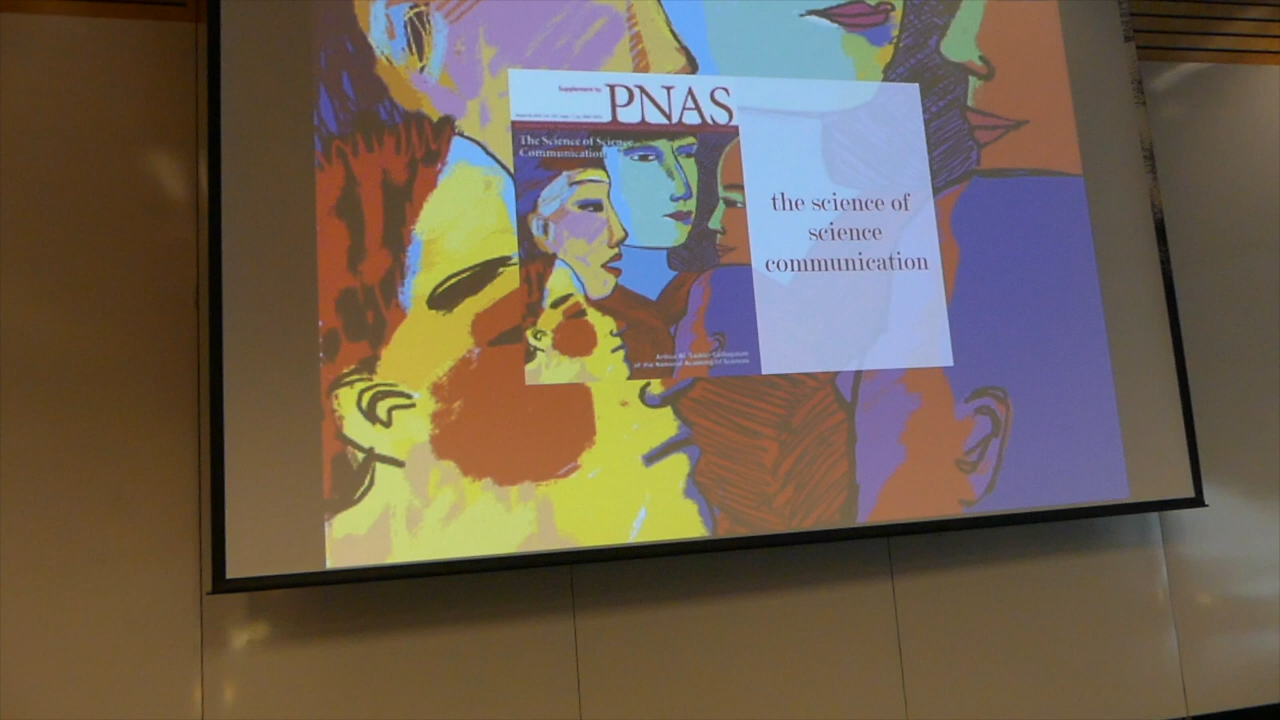 Supplement to
PNAS
The Science of Science
Communication
the science of
science
communication
Arthur M. Sackler Colloquium
of the National Academy of Sciences